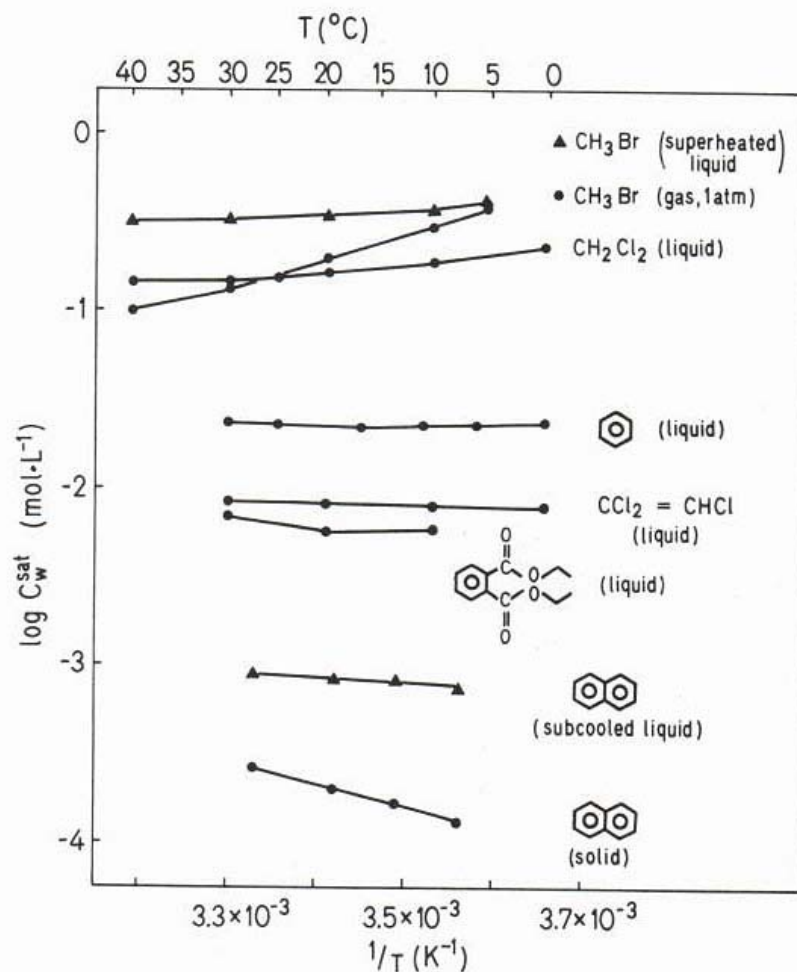 T (°C)
40 35 30 25 20 15 10 5 0
0
-1
-2
-3
-4
log C_w^sat (mol·L⁻¹)
▲ CH₃Br (superheated liquid)
● CH₃Br (gas, 1atm)
CH₂Cl₂ (liquid)
(liquid)
CCl₂ = CHCl
(liquid)
O
C O
(liquid)
C O
O
(subcooled liquid)
(solid)
3.3×10⁻³ 3.5×10⁻³ 3.7×10⁻³
1/T (K⁻¹)